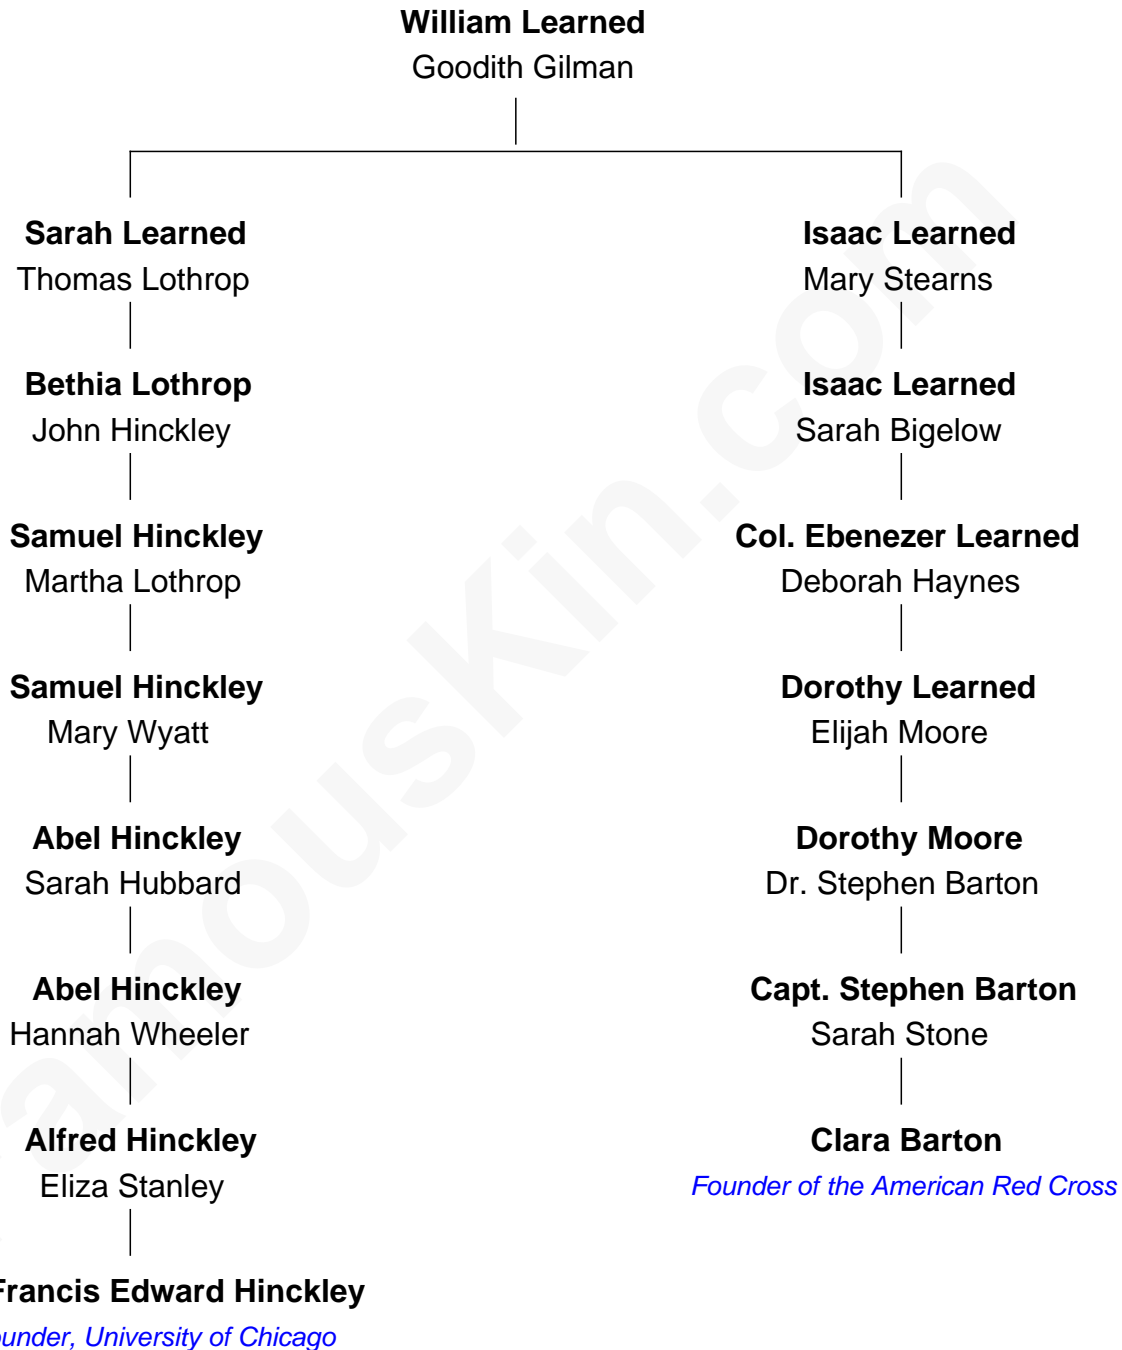 William Learned
Goodith Gilman
Sarah Learned
Thomas Lothrop
Isaac Learned
Mary Stearns
Bethia Lothrop
John Hinckley
Isaac Learned
Sarah Bigelow
Samuel Hinckley
Martha Lothrop
Col. Ebenezer Learned
Deborah Haynes
Samuel Hinckley
Mary Wyatt
Dorothy Learned
Elijah Moore
Abel Hinckley
Sarah Hubbard
Dorothy Moore
Dr. Stephen Barton
Abel Hinckley
Hannah Wheeler
Capt. Stephen Barton
Sarah Stone
Alfred Hinckley
Eliza Stanley
Clara Barton
Founder of the American Red Cross
Francis Edward Hinckley
ounder, University of Chicago
amousKin.com